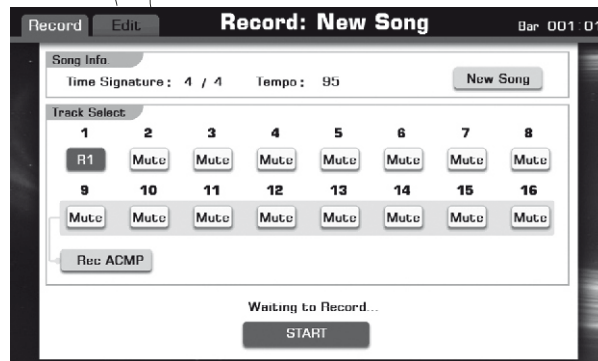 Record Edit Record: New Song Bar 001:01
Song Info.
Time Signature: 4 / 4 Tempo: 95 New Song
Track Select
1 2 3 4 5 6 7 8
R1 Mute Mute Mute Mute Mute Mute Mute
9 10 11 12 13 14 15 16
Mute Mute Mute Mute Mute Mute Mute Mute
Rec ACMP
Waiting to Record...
START